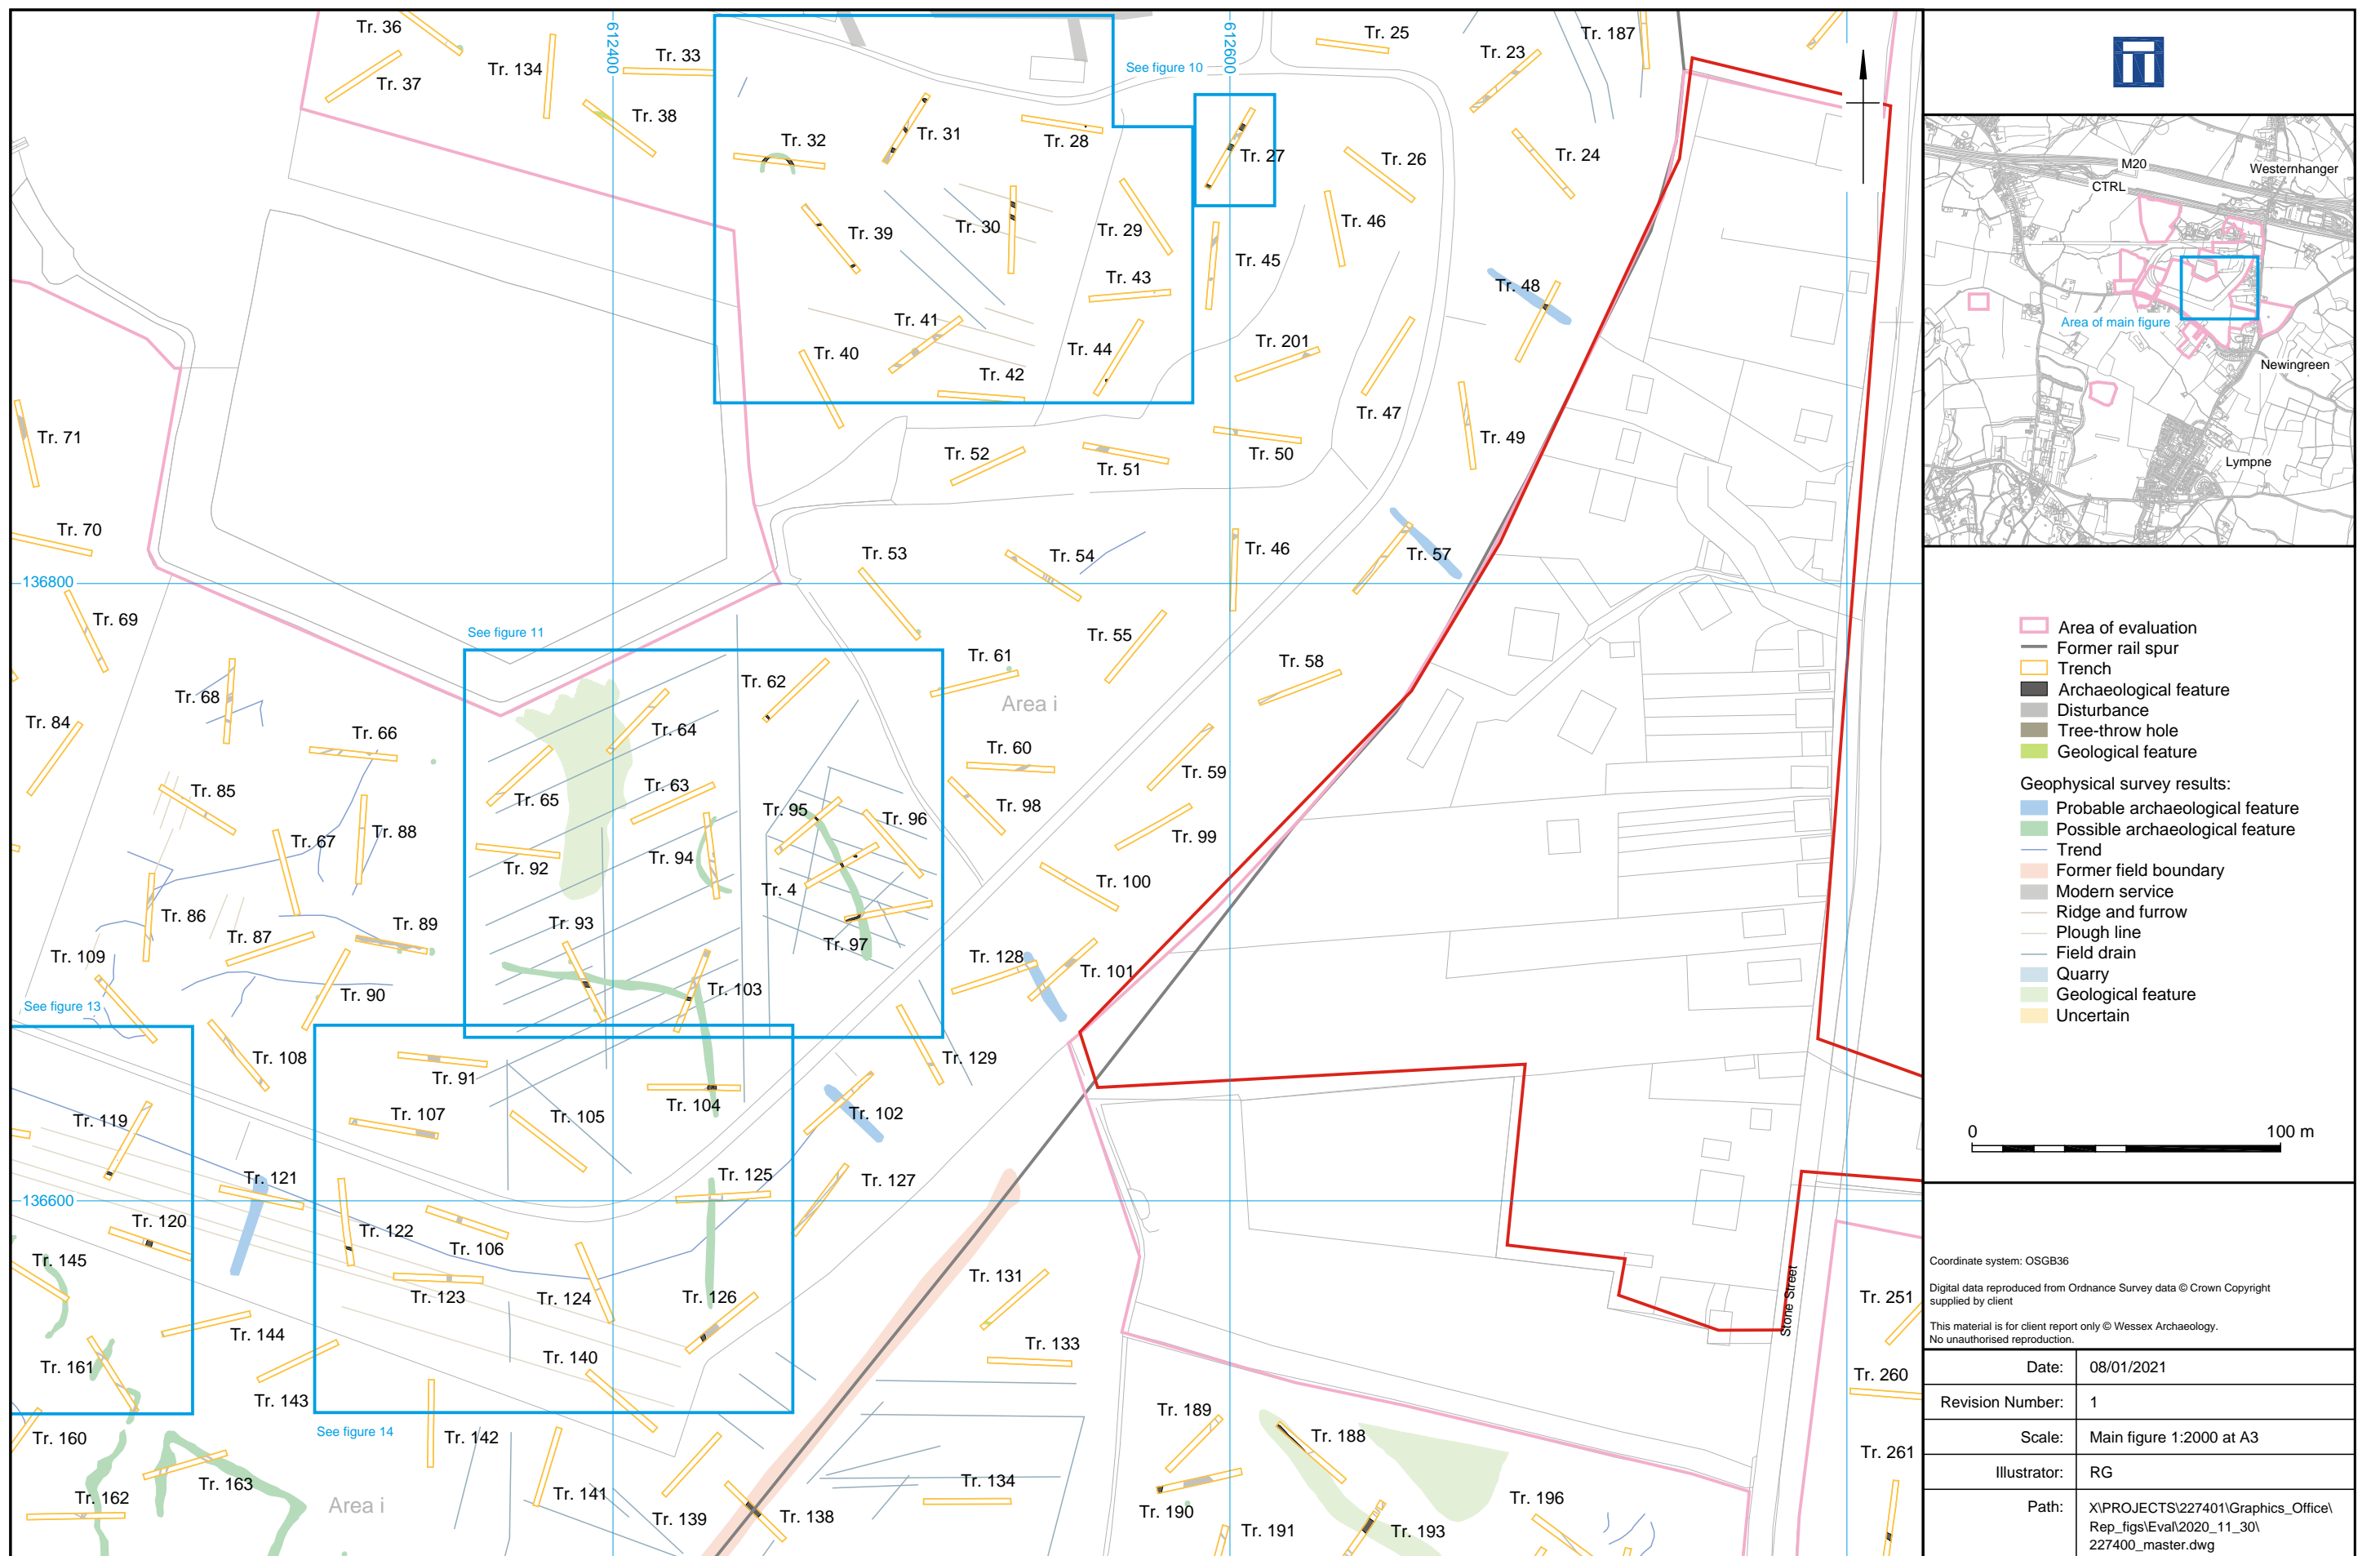 Tr. 36
Tr. 37
Tr. 134
612400
Tr. 33
Tr. 38
See figure 10
612600
Tr. 25
Tr. 23
Tr. 187
Tr. 32
Tr. 31
Tr. 28
Tr. 27
Tr. 26
Tr. 24
Tr. 39
Tr. 30
Tr. 29
Tr. 46
Tr. 45
Tr. 43
Tr. 48
Tr. 41
Tr. 40
Tr. 44
Tr. 42
Tr. 201
Tr. 47
Tr. 71
Tr. 52
Tr. 51
Tr. 50
Tr. 49
Tr. 70
Tr. 53
Tr. 54
Tr. 46
Tr. 57
136800
Tr. 69
See figure 11
Tr. 55
Tr. 61
Tr. 58
Tr. 68
Tr. 62
Area i
Tr. 84
Tr. 66
Tr. 64
Tr. 60
Tr. 59
Tr. 85
Tr. 65
Tr. 63
Tr. 95
Tr. 96
Tr. 98
Tr. 67
Tr. 88
Tr. 92
Tr. 94
Tr. 99
Tr. 4
Tr. 100
Tr. 86
Tr. 87
Tr. 89
Tr. 93
Tr. 97
Tr. 109
Tr. 90
Tr. 103
Tr. 128
Tr. 101
See figure 13
Tr. 108
Tr. 91
Tr. 129
Tr. 119
Tr. 107
Tr. 105
Tr. 104
Tr. 102
Tr. 121
Tr. 125
Tr. 127
136600
Tr. 120
Tr. 122
Tr. 106
Tr. 145
Tr. 123
Tr. 124
Tr. 126
Tr. 131
Stone Street
Tr. 251
Tr. 144
Tr. 133
Tr. 161
Tr. 143
Tr. 140
Tr. 260
See figure 14
Tr. 160
Tr. 142
Tr. 189
Tr. 188
Tr. 261
Tr. 163
Tr. 162
Area i
Tr. 141
Tr. 139
Tr. 138
Tr. 134
Tr. 190
Tr. 191
Tr. 193
Tr. 196
M20
Westernhanger
CTRL
Area of main figure
Newingreen
Lympne
Area of evaluation
Former rail spur
Trench
Archaeological feature
Disturbance
Tree-throw hole
Geological feature
Geophysical survey results:
Probable archaeological feature
Possible archaeological feature
Trend
Former field boundary
Modern service
Ridge and furrow
Plough line
Field drain
Quarry
Geological feature
Uncertain
0 100 m
Coordinate system: OSGB36
Digital data reproduced from Ordnance Survey data © Crown Copyright
supplied by client
This material is for client report only © Wessex Archaeology.
No unauthorised reproduction.
Date: 08/01/2021
Revision Number: 1
Scale: Main figure 1:2000 at A3
Illustrator: RG
Path: X\PROJECTS\227401\Graphics_Office\
Rep_figs\Eval\2020_11_30\
227400_master.dwg